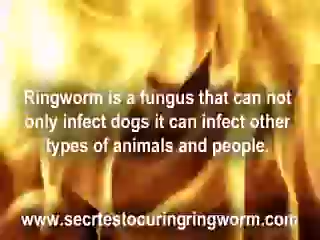 Ringworm is a fungus that can not
only infect dogs it can infect other
types of animals and people.
www.secrtestocuringringworm.com